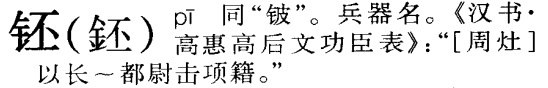 𨱔(鉟) pī 同“铍”。兵器名。《汉书·
高惠高后文功臣表》:“[周灶]
以长～都尉击项籍。”